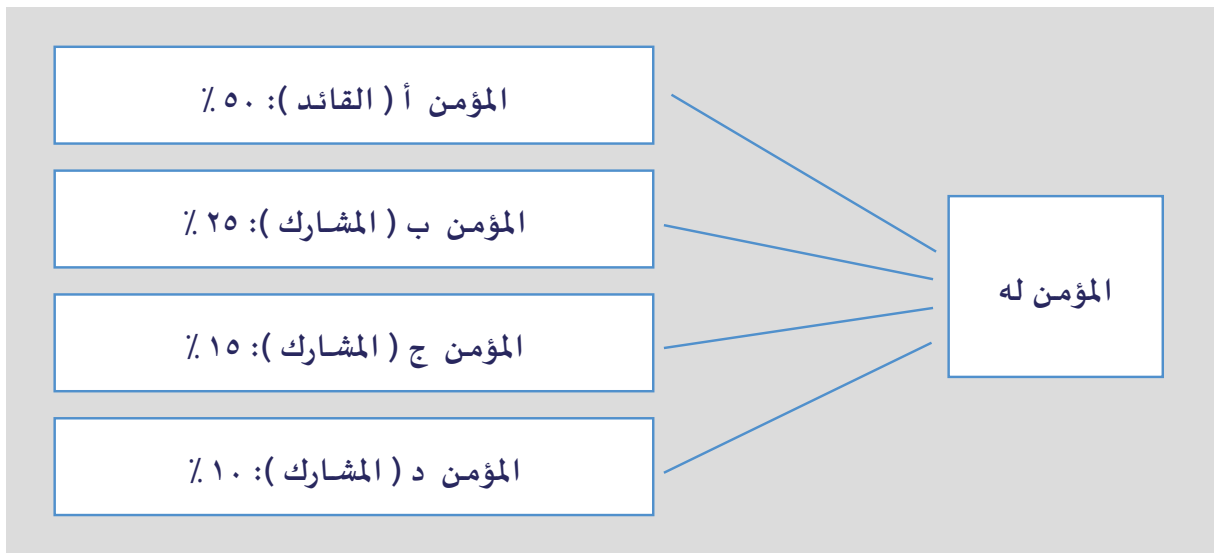 المؤمن أ ( القائد ): ٥٠ ٪
المؤمن ب ( المشارك ): ٢٥ ٪
المؤمن ج ( المشارك ): ١٥ ٪
المؤمن د ( المشارك ): ١٠ ٪
المؤمن له